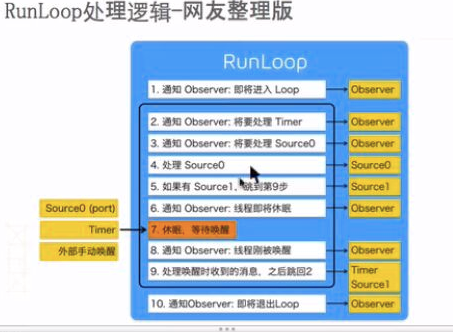 RunLoop处理逻辑-网友整理版
RunLoop
1. 通知 Observer: 即将进入 Loop
Observer
2. 通知 Observer: 将要处理 Timer
Observer
3. 通知 Observer: 将要处理 Source0
Observer
4. 处理 Source0
Source0
5. 如果有 Source1, 跳到第9步
Source1
Source0 (port)
6. 通知 Observer: 线程即将休眠
Observer
Timer
7. 休眠, 等待唤醒
外部手动唤醒
8. 通知 Observer: 线程刚被唤醒
Observer
9. 处理唤醒时收到的消息, 之后跳回2
Timer
Source1
10. 通知Observer: 即将退出Loop
Observer